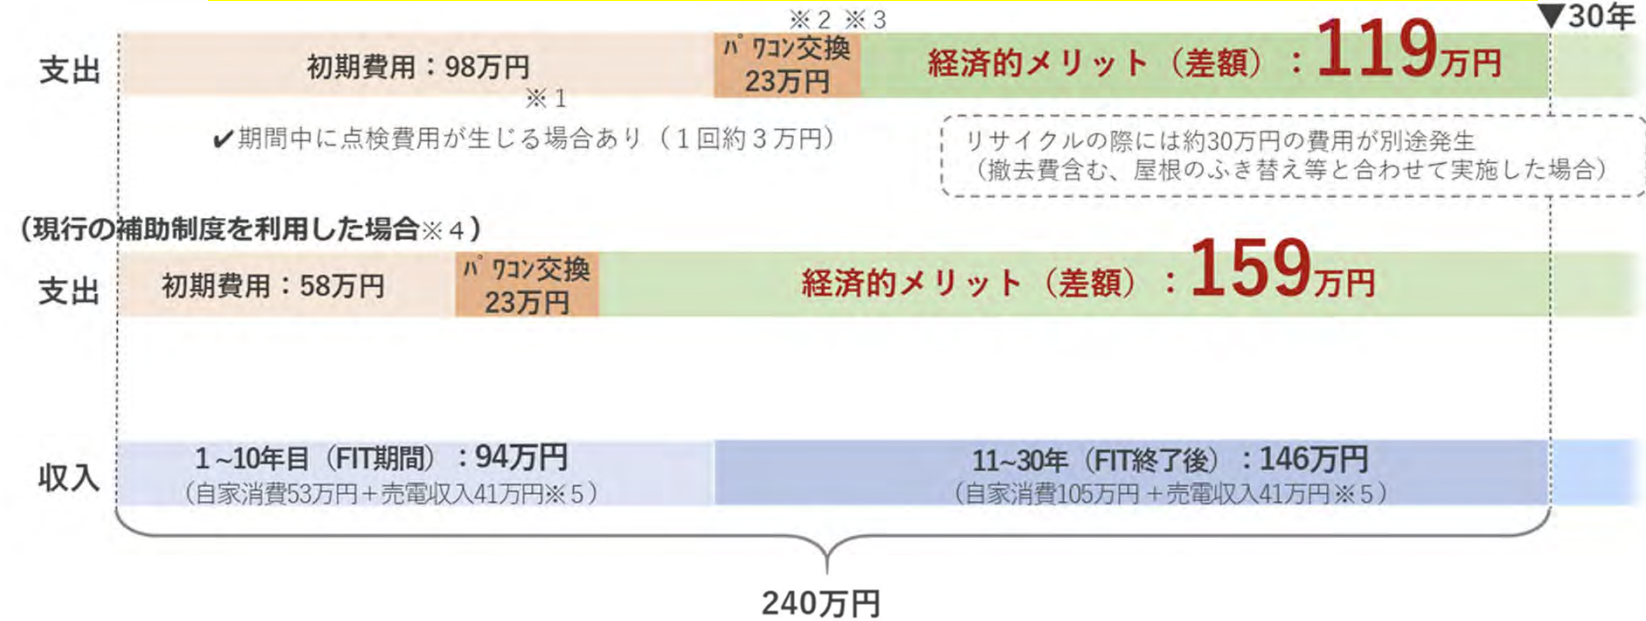 ※２ ※３
▼30年
支出
初期費用：98万円
※１
ﾊﾟﾜｺﾝ交換
23万円
経済的メリット（差額）：119万円
✔期間中に点検費用が生じる場合あり（１回約３万円）
リサイクルの際には約30万円の費用が別途発生
（撤去費含む、屋根のふき替え等と合わせて実施した場合）
（現行の補助制度を利用した場合※４）
支出
初期費用：58万円
ﾊﾟﾜｺﾝ交換
23万円
経済的メリット（差額）：159万円
収入
１~10年目（FIT期間）：94万円
（自家消費53万円＋売電収入41万円※５）
11~30年（FIT終了後）：146万円
（自家消費105万円＋売電収入41万円※５）
240万円